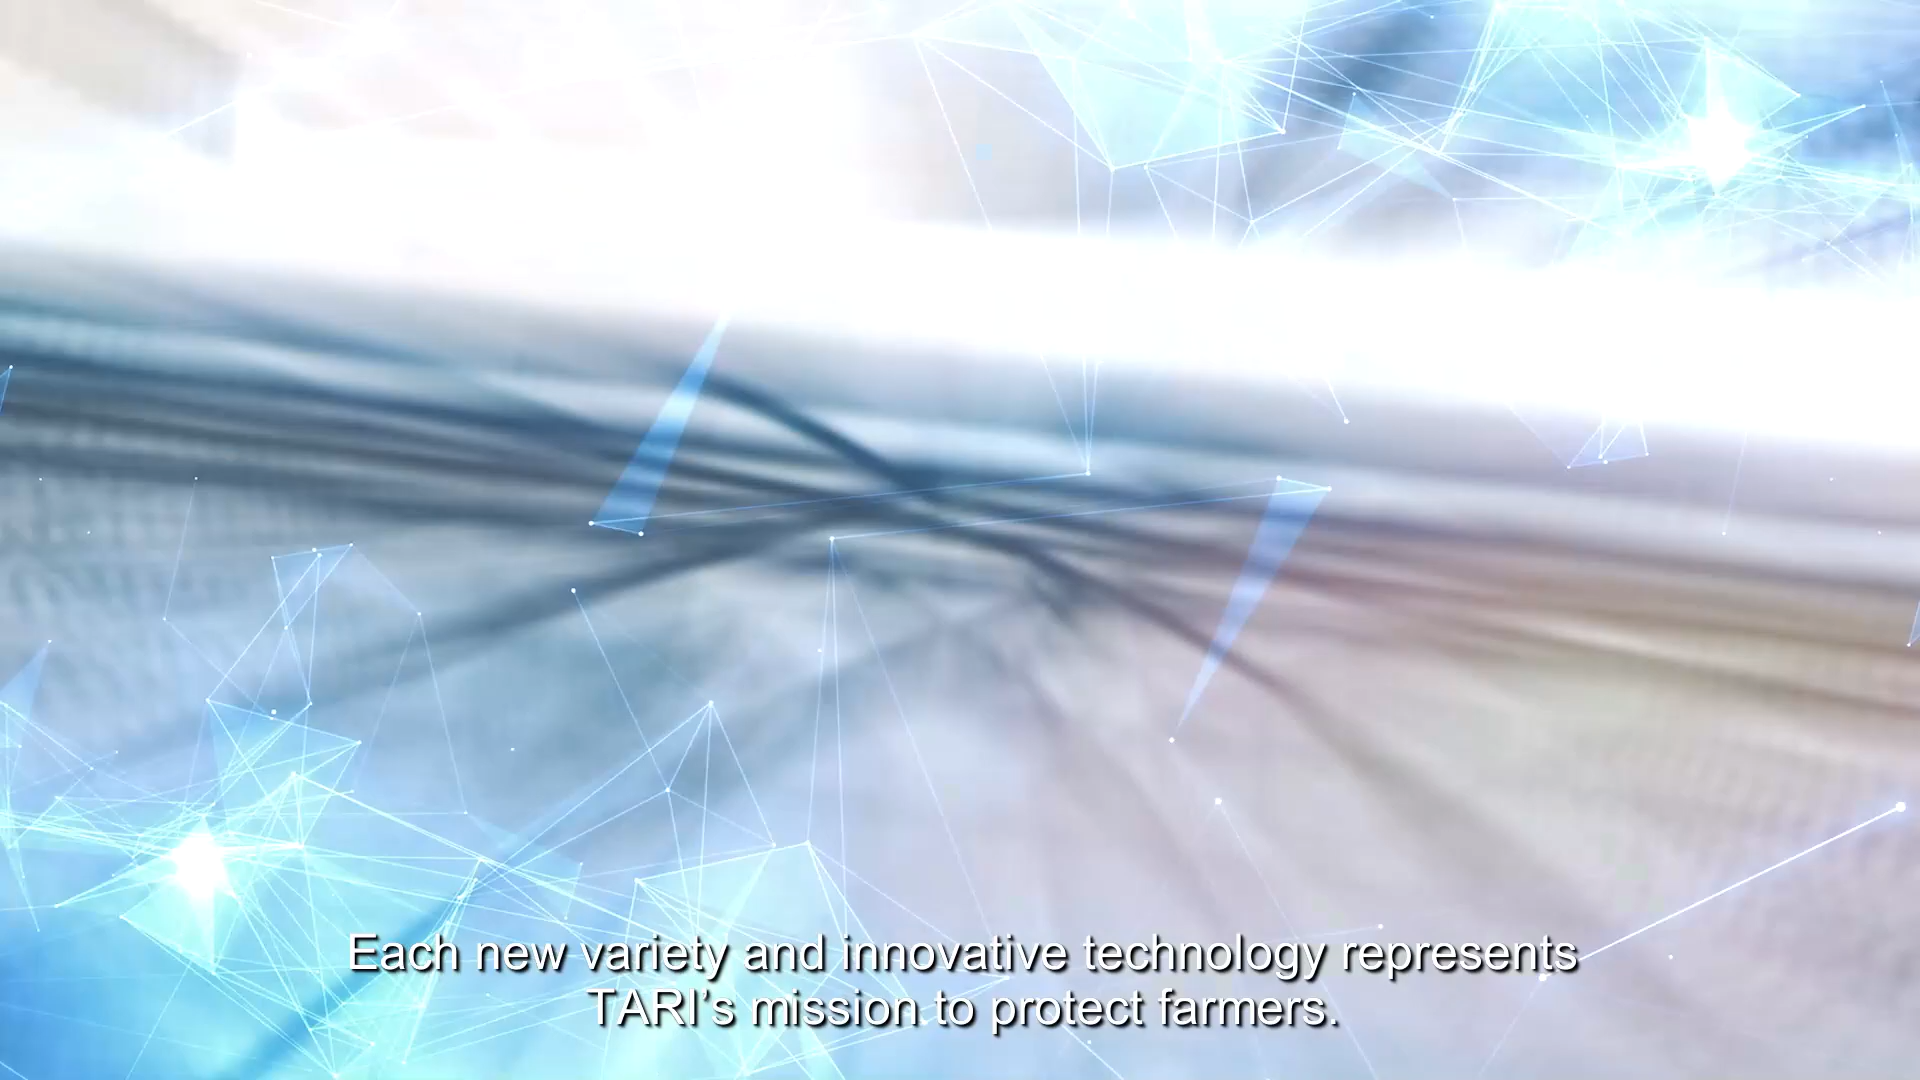 Each new variety and innovative technology represents
TARI’s mission to protect farmers.